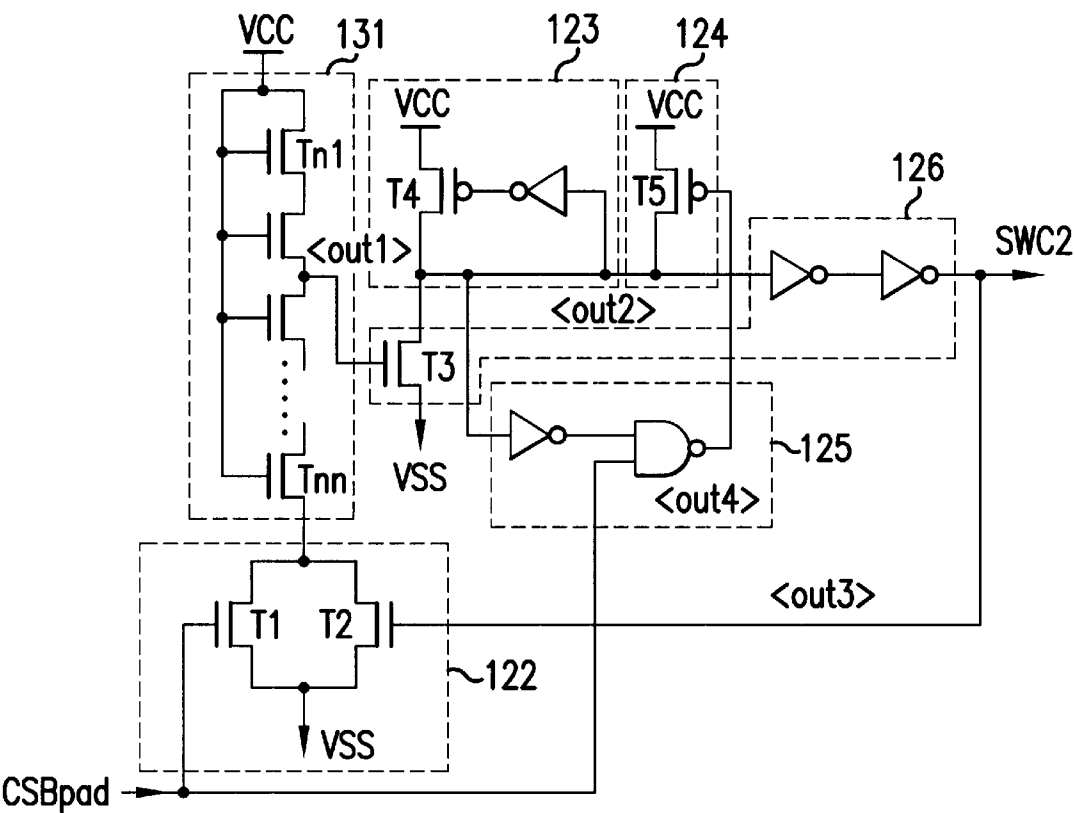 VCC
131
123
124
VCC
VCC
Tn1
T4
T5
126
<out1>
SWC2
<out2>
T3
Tnn
VSS
125
<out4>
<out3>
T1
T2
122
VSS
CSBpad